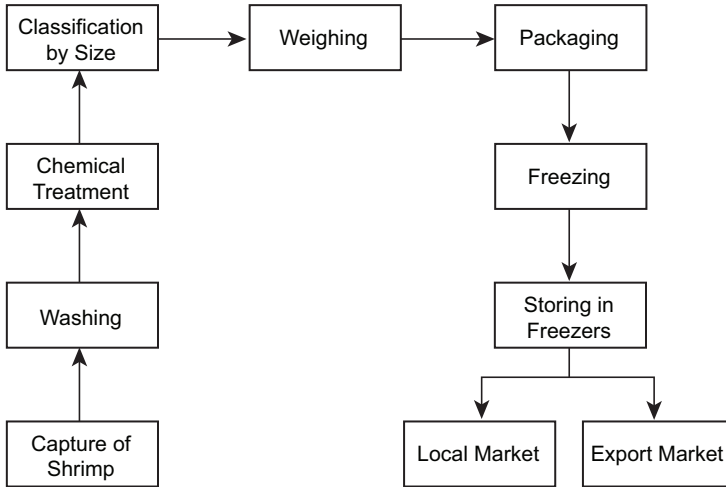 Classification
by Size
Weighing
Packaging
Chemical
Treatment
Freezing
Washing
Storing in
Freezers
Capture of
Shrimp
Local Market
Export Market